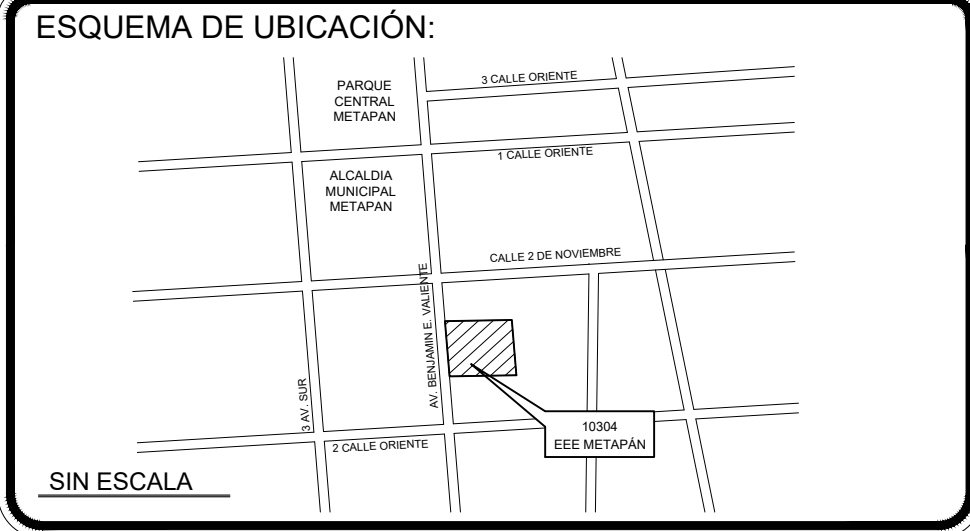 ESQUEMA DE UBICACIÓN:
PARQUE
CENTRAL
METAPAN
3 CALLE ORIENTE
1 CALLE ORIENTE
ALCALDIA
MUNICIPAL
METAPAN
CALLE 2 DE NOVIEMBRE
AV. BENJAMIN E. VALIENTE
3 AV. SUR
10304
EEE METAPÁN
2 CALLE ORIENTE
SIN ESCALA